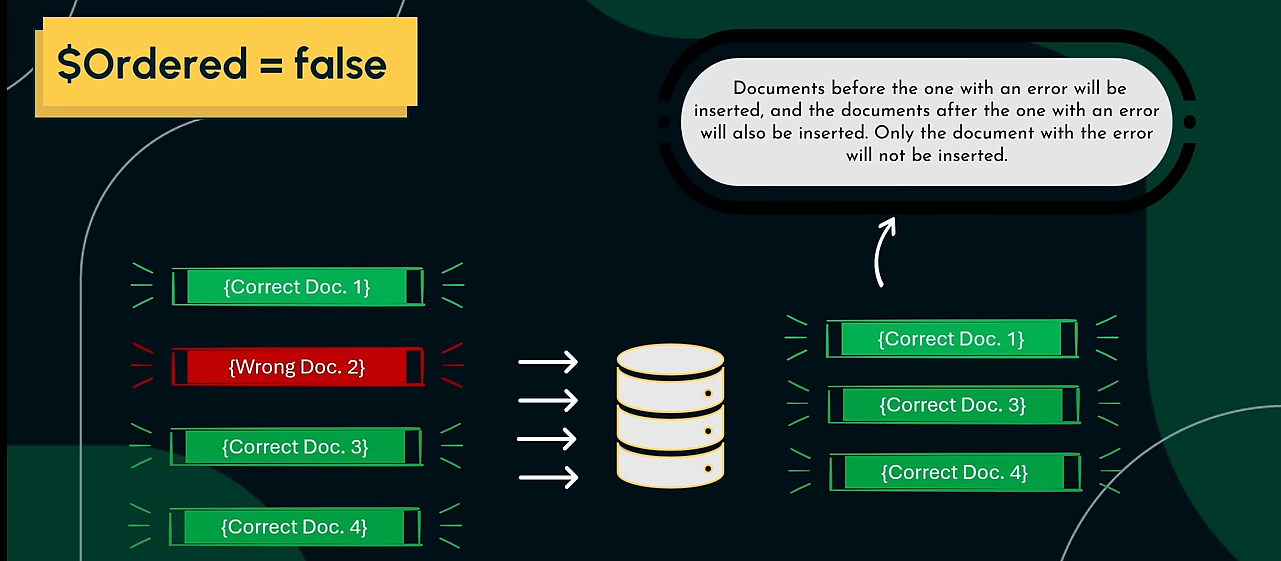 $Ordered = false
Documents before the one with an error will be
inserted, and the documents after the one with an error
will also be inserted. Only the document with the error
will not be inserted.
{Correct Doc. 1}
{Wrong Doc. 2}
{Correct Doc. 3}
{Correct Doc. 4}
{Correct Doc. 1}
{Correct Doc. 3}
{Correct Doc. 4}